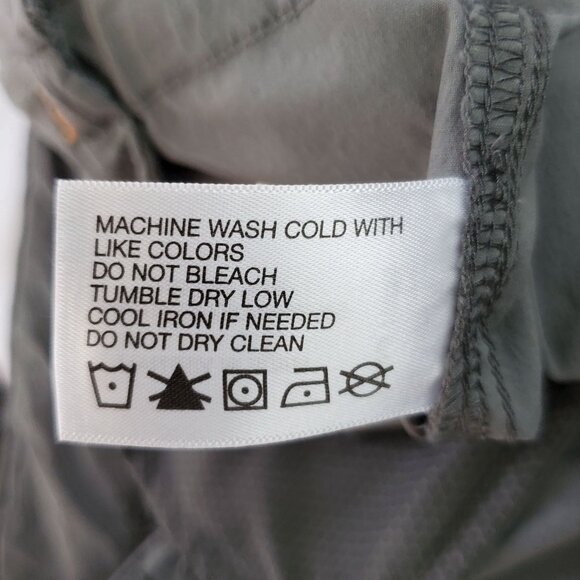 MACHINE WASH COLD WITH
LIKE COLORS
DO NOT BLEACH
TUMBLE DRY LOW
COOL IRON IF NEEDED
DO NOT DRY CLEAN